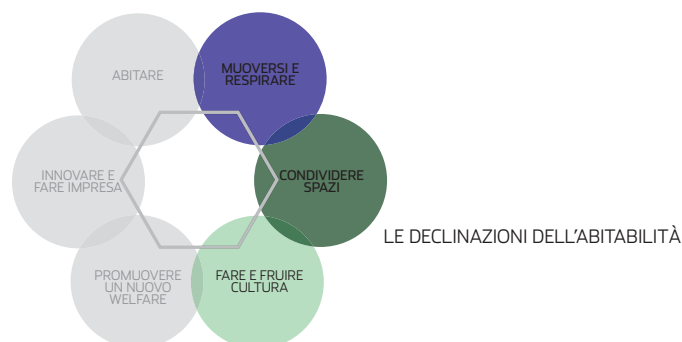 ABITARE
MUOVERSI E
RESPIRARE
INNOVARE E
FARE IMPRESA
CONDIVIDERE
SPAZI
LE DECLINAZIONI DELL'ABITABILITÀ
PROMUOVERE
UN NUOVO
WELFARE
FARE E FRUIRE
CULTURA